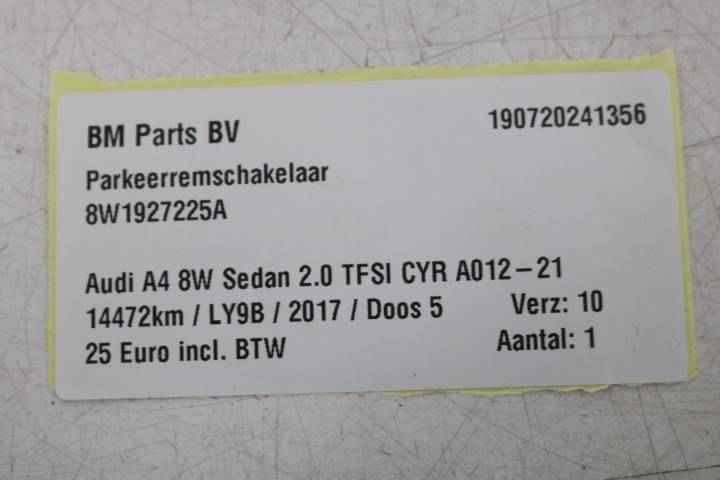 BM Parts BV 190720241356
Parkeerremschakelaar
8W1927225A
Audi A4 8W Sedan 2.0 TFSI CYR A012-21
14472km / LY9B / 2017 / Doos 5 Verz: 10
25 Euro incl. BTW Aantal: 1